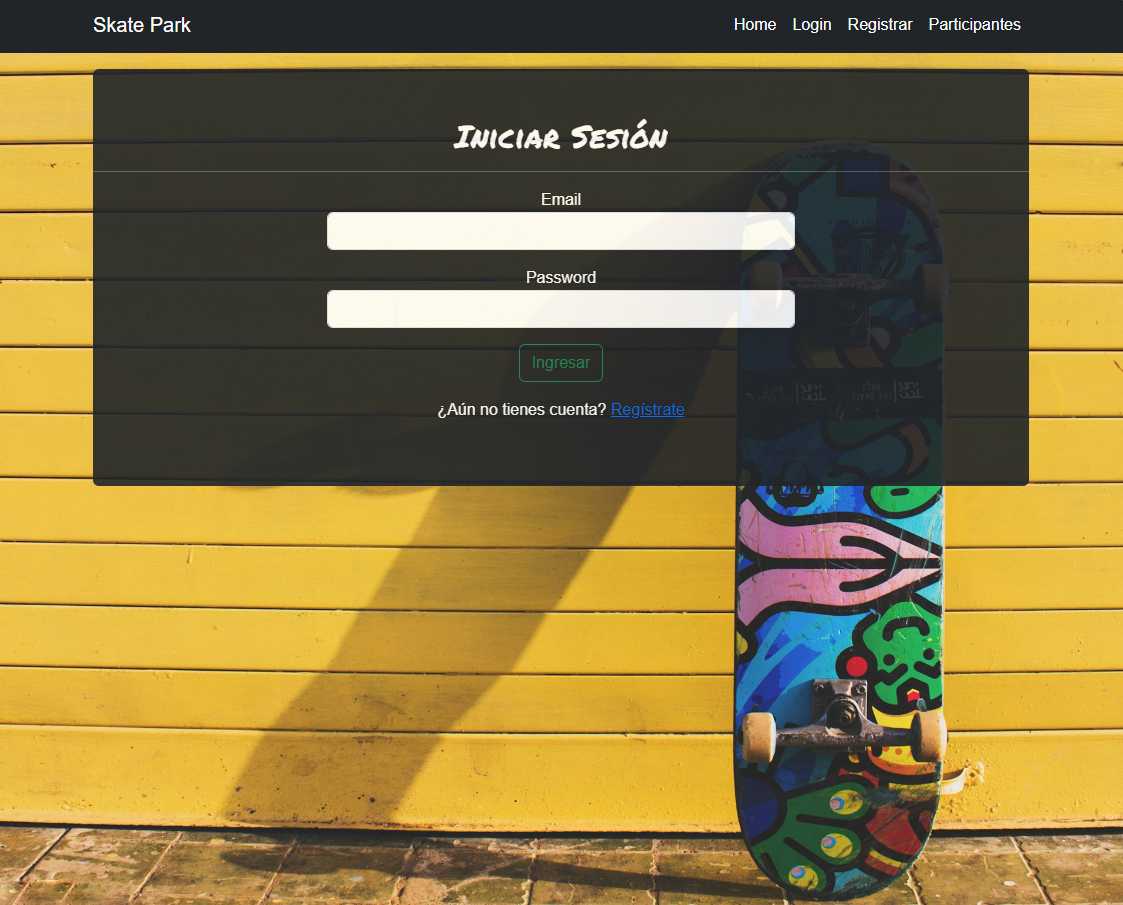 Skate Park
Home Login Registrar Participantes
Iniciar Sesión
Email
Password
Ingresar
¿Aún no tienes cuenta? Regístrate